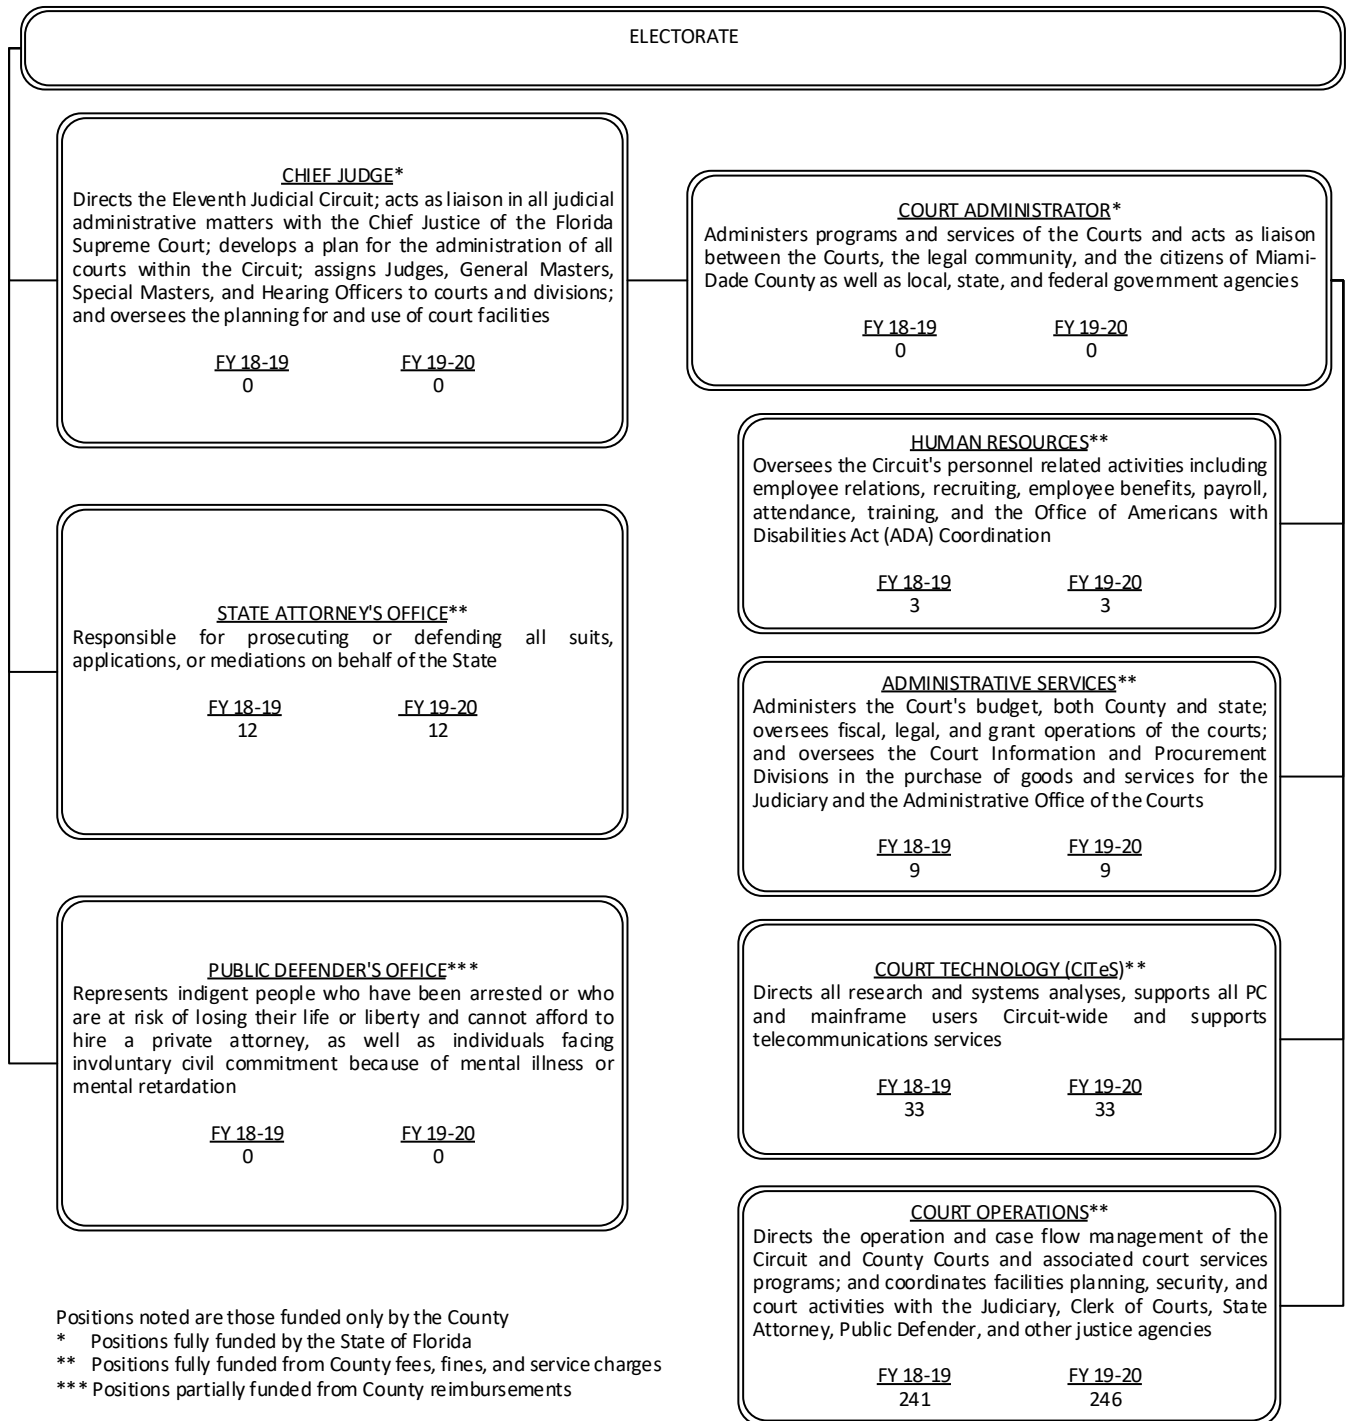 ELECTORATE
CHIEF JUDGE*
Directs the Eleventh Judicial Circuit; acts as liaison in all judicial
administrative matters with the Chief Justice of the Florida
Supreme Court; develops a plan for the administration of all
courts within the Circuit; assigns Judges, General Masters,
Special Masters, and Hearing Officers to courts and divisions;
and oversees the planning for and use of court facilities
FY 18-19 FY 19-20
0 0
STATE ATTORNEY'S OFFICE**
Responsible for prosecuting or defending all suits,
applications, or mediations on behalf of the State
FY 18-19 FY 19-20
12 12
PUBLIC DEFENDER'S OFFICE***
Represents indigent people who have been arrested or who
are at risk of losing their life or liberty and cannot afford to
hire a private attorney, as well as individuals facing
involuntary civil commitment because of mental illness or
mental retardation
FY 18-19 FY 19-20
0 0
COURT ADMINISTRATOR*
Administers programs and services of the Courts and acts as liaison
between the Courts, the legal community, and the citizens of Miami-
Dade County as well as local, state, and federal government agencies
FY 18-19 FY 19-20
0 0
HUMAN RESOURCES**
Oversees the Circuit's personnel related activities including
employee relations, recruiting, employee benefits, payroll,
attendance, training, and the Office of Americans with
Disabilities Act (ADA) Coordination
FY 18-19 FY 19-20
3 3
ADMINISTRATIVE SERVICES**
Administers the Court's budget, both County and state;
oversees fiscal, legal, and grant operations of the courts;
and oversees the Court Information and Procurement
Divisions in the purchase of goods and services for the
Judiciary and the Administrative Office of the Courts
FY 18-19 FY 19-20
9 9
COURT TECHNOLOGY (CITeS)**
Directs all research and systems analyses, supports all PC
and mainframe users Circuit-wide and supports
telecommunications services
FY 18-19 FY 19-20
33 33
COURT OPERATIONS**
Directs the operation and case flow management of the
Circuit and County Courts and associated court services
programs; and coordinates facilities planning, security, and
court activities with the Judiciary, Clerk of Courts, State
Attorney, Public Defender, and other justice agencies
FY 18-19 FY 19-20
241 246
Positions noted are those funded only by the County
* Positions fully funded by the State of Florida
** Positions fully funded from County fees, fines, and service charges
*** Positions partially funded from County reimbursements